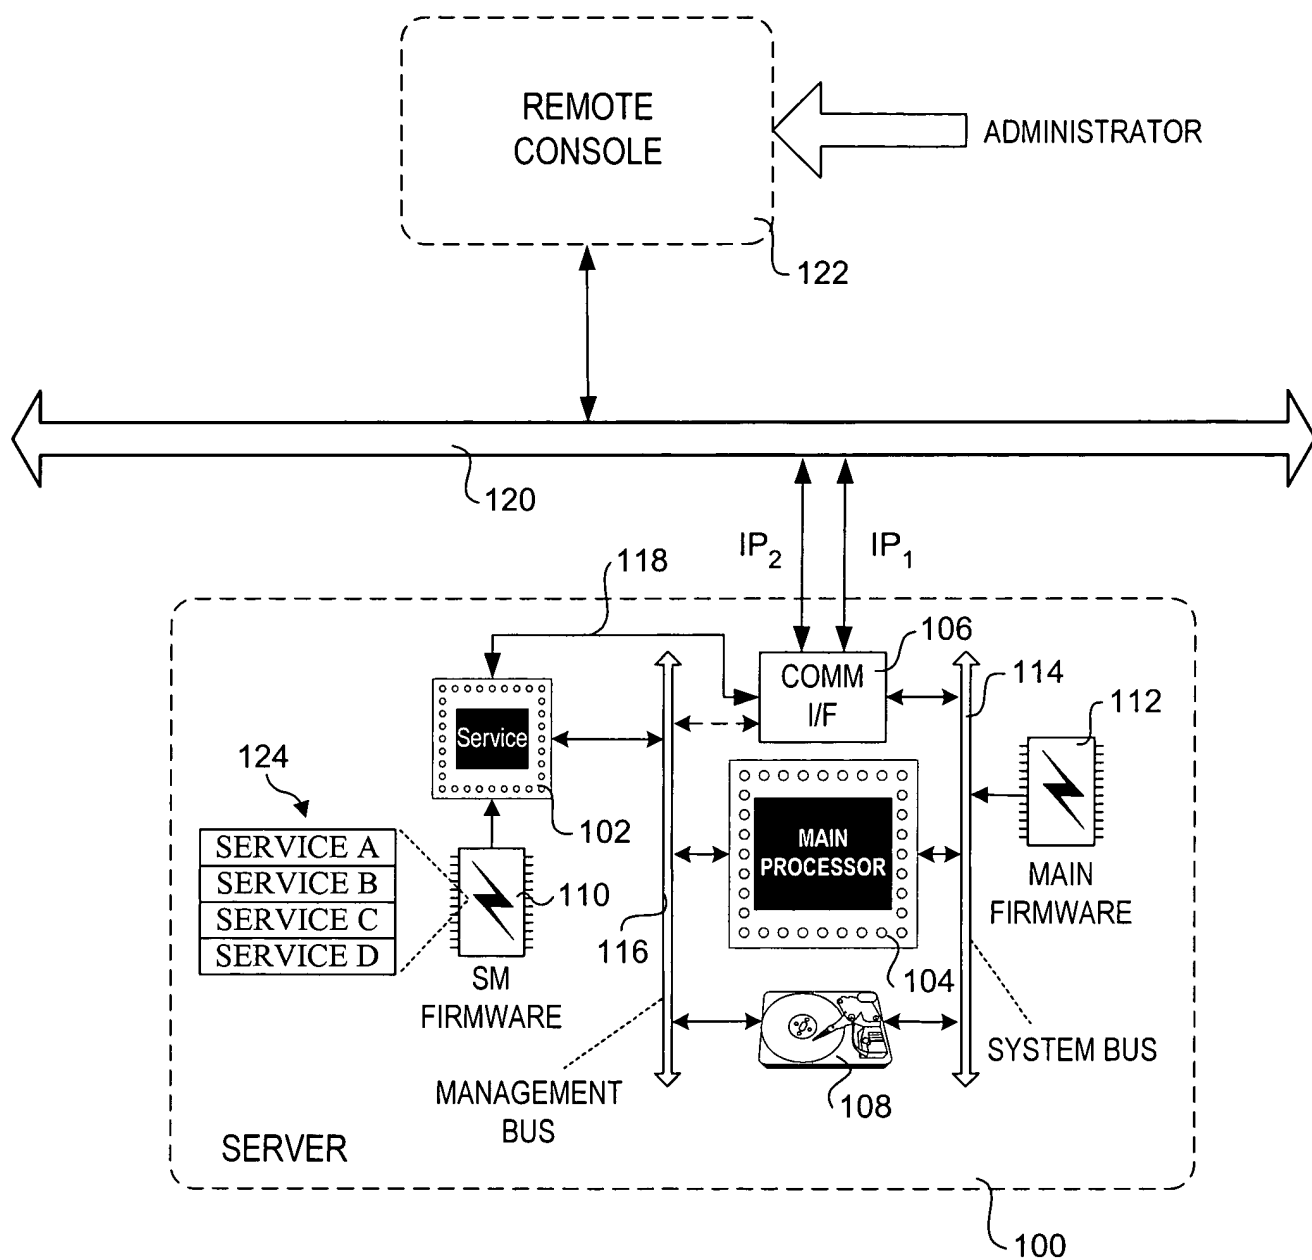 REMOTE
CONSOLE
ADMINISTRATOR
122
120
IP2
IP1
118
106
COMM
I/F
114
112
Service
124
102
MAIN
PROCESSOR
SERVICE A
SERVICE B
SERVICE C
SERVICE D
110
MAIN
FIRMWARE
116
104
SM
FIRMWARE
SYSTEM BUS
MANAGEMENT
BUS
108
SERVER
100